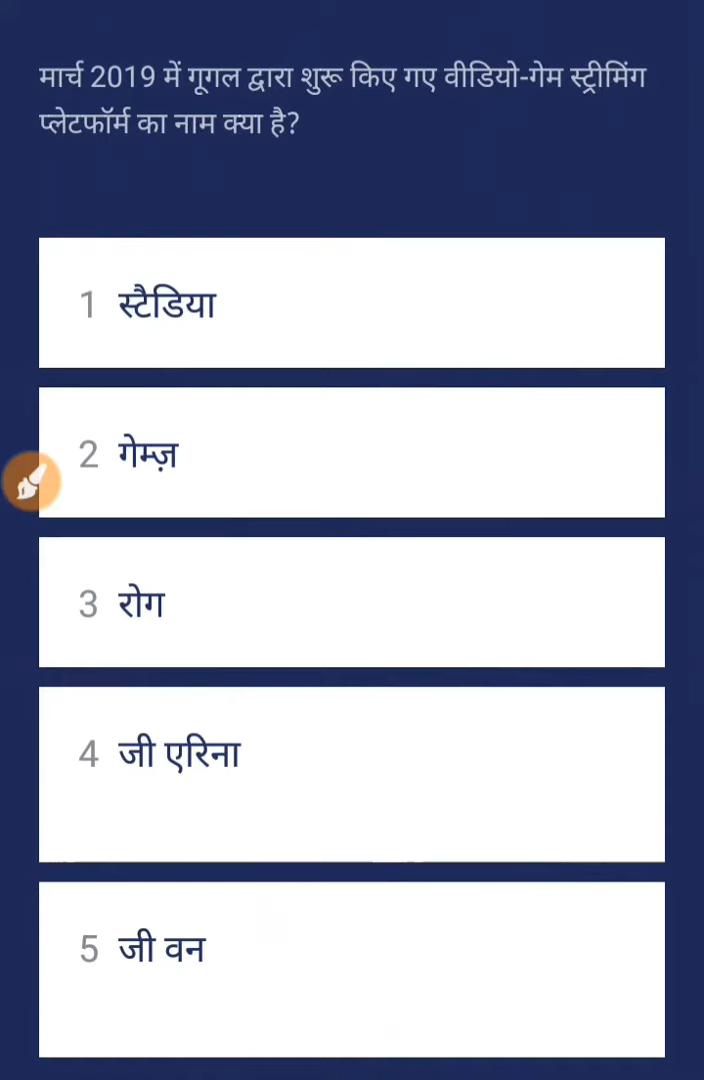 मार्च 2019 में गूगल द्वारा शुरू किए गए वीडियो-गेम स्ट्रीमिंग
प्लेटफॉर्म का नाम क्या है?
1 स्टैडिया
2 गेम्ज़
3 रोग
4 जी एरिना
5 जी वन